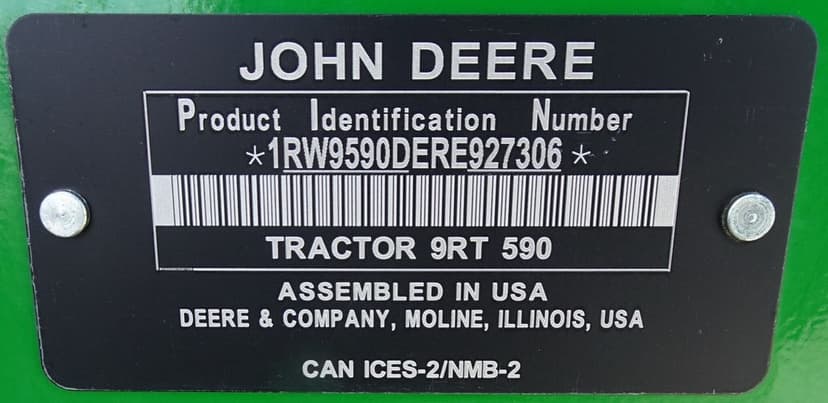 JOHN DEERE
Product Identification Number
*1RW9590DERE927306*
TRACTOR 9RT 590
ASSEMBLED IN USA
DEERE & COMPANY, MOLINE, ILLINOIS, USA
CAN ICES-2/NMB-2